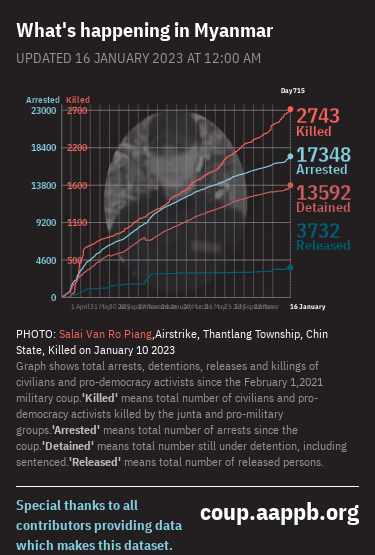 What's happening in Myanmar
UPDATED 16 JANUARY 2023 AT 12:00 AM
Day715
Arrested Killed
23000 2700
2743
Killed
18400 2200
17348
Arrested
13800 1600
13592
Detained
9200 1100
3732
Released
4600 500
0
16 January
PHOTO: Salai Van Ro Piang,Airstrike, Thantlang Township, Chin
State, Killed on January 10 2023
Graph shows total arrests, detentions, releases and killings of
civilians and pro-democracy activists since the February 1,2021
military coup.'Killed' means total number of civilians and pro-
democracy activists killed by the junta and pro-military
groups.'Arrested' means total number of arrests since the
coup.'Detained' means total number still under detention, including
sentenced.'Released' means total number of released persons.
Special thanks to all
contributors providing data
which makes this dataset.
coup.aappb.org